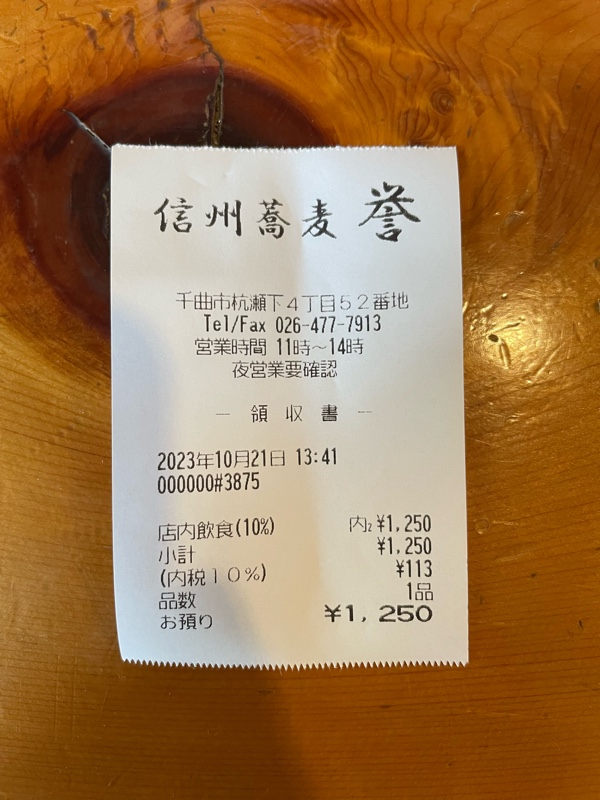 信州蕎麦 誉
千曲市杭瀬下4丁目52番地
Tel/Fax 026-477-7913
営業時間 11時~14時
夜営業要確認
― 領 収 書 ―
2023年10月21日 13:41
000000#3875
店内飲食(10%) 内2 ¥1,250
小計 ¥1,250
(内税10%) ¥113
品数 1品
お預り ¥1,250